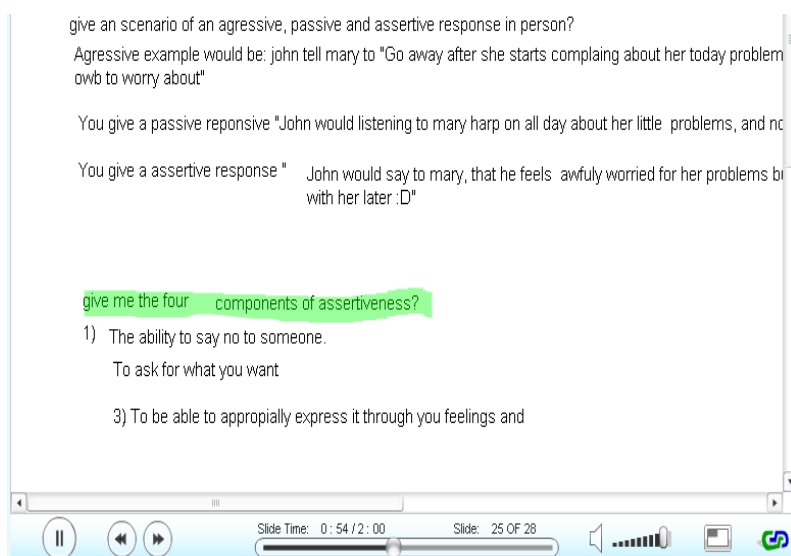 give an scenario of an agressive, passive and assertive response in person?
Agressive example would be: john tell mary to "Go away after she starts complaing about her today problem
owb to worry about"
You give a passive reponsive "John would listening to mary harp on all day about her little problems, and
You give a assertive response " John would say to mary, that he feels awfuly worried for her problems
with her later :D"
give me the four components of assertiveness?
1) The ability to say no to someone.
To ask for what you want
3) To be able to appropially express it through you feelings and
Slide Time: 0:54/2:00 Slide: 25 OF 28